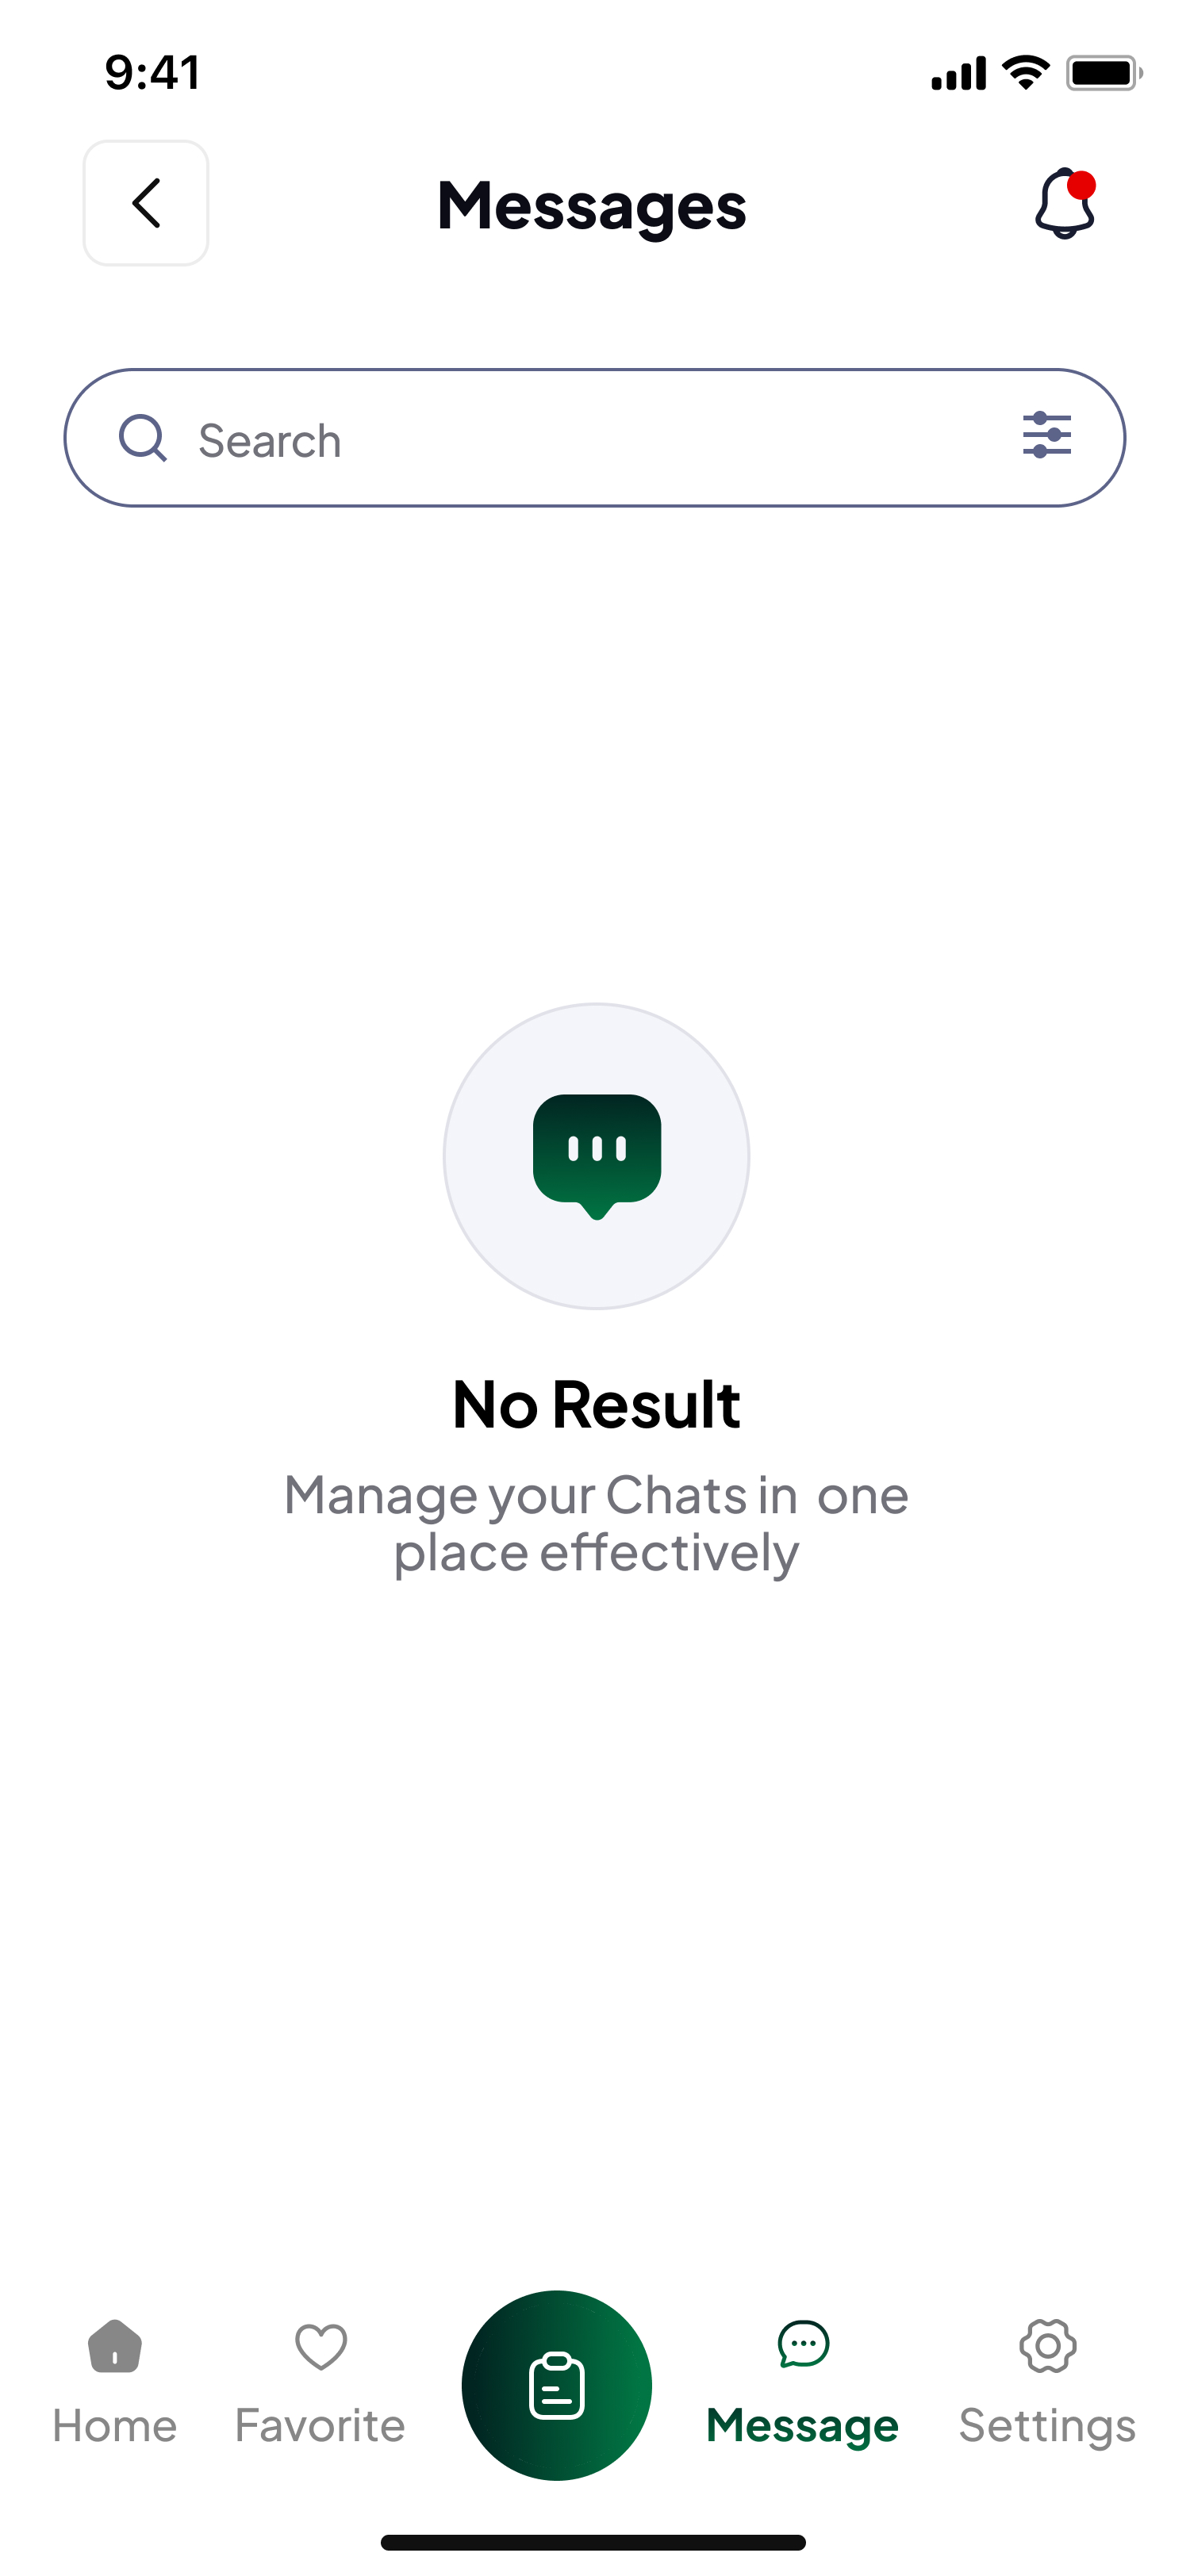 9:41
Messages
Search
No Result
Manage your Chats in  one
place effectively
Home
Favorite
Message
Settings